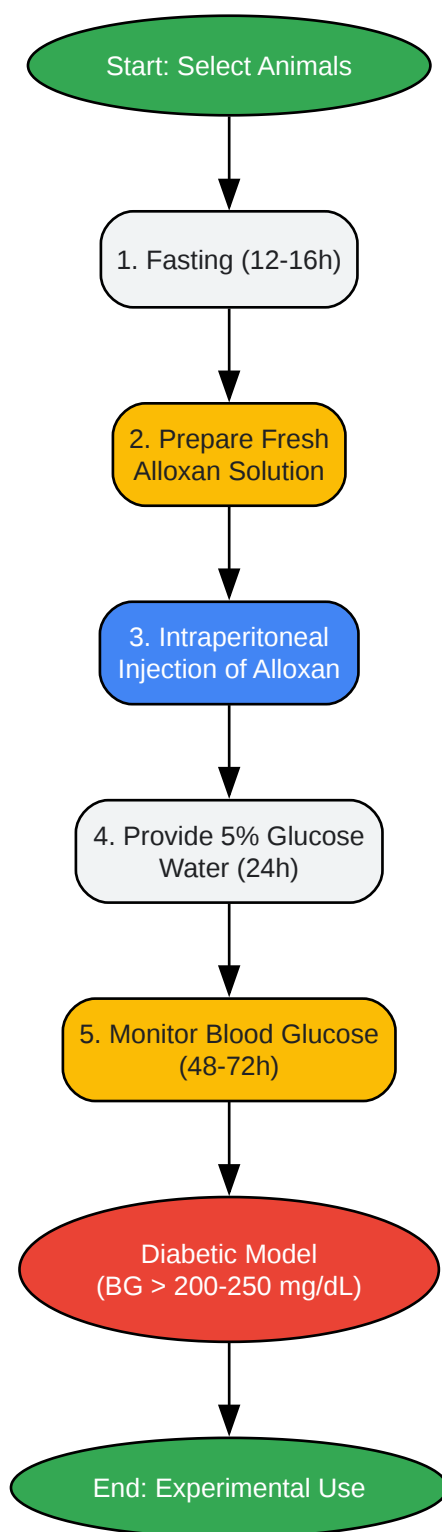 Start: Select Animals
1. Fasting (12-16h)
2. Prepare Fresh
Alloxan Solution
3. Intraperitoneal
Injection of Alloxan
4. Provide 5% Glucose
Water (24h)
5. Monitor Blood Glucose
(48-72h)
Diabetic Model
(BG > 200-250 mg/dL)
End: Experimental Use